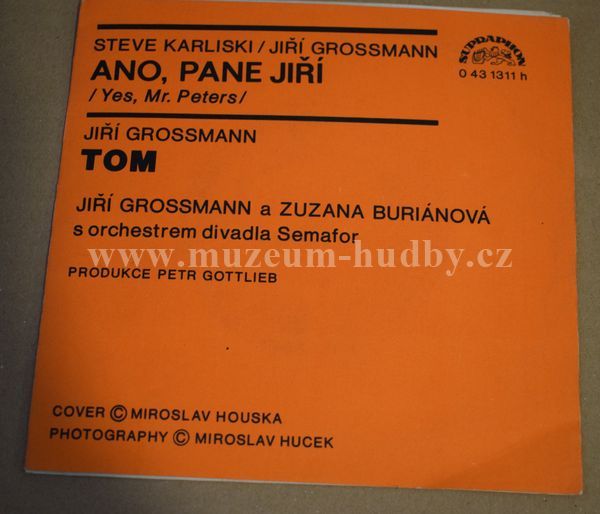 STEVE KARLISKI / JIŘÍ GROSSMANN
ANO, PANE JIŘÍ
/ Yes, Mr. Peters /
SUPRAPHON
0 43 1311 h
JIŘÍ GROSSMANN
TOM
JIŘÍ GROSSMANN a ZUZANA BURIÁNOVÁ
s orchestrem divadla Semafor
www.muzeum-hudby.cz
PRODUKCE PETR GOTTLIEB
COVER © MIROSLAV HOUSKA
PHOTOGRAPHY © MIROSLAV HUCEK